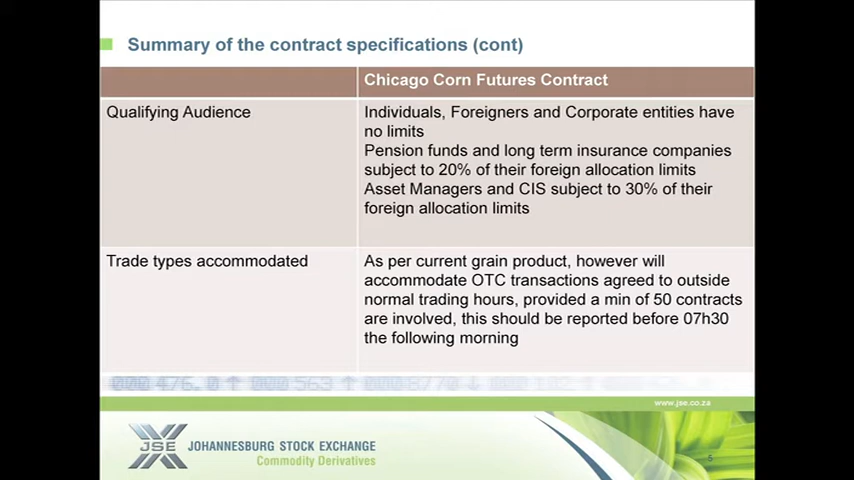 Summary of the contract specifications (cont)
Chicago Corn Futures Contract
Qualifying Audience
Individuals, Foreigners and Corporate entities have
no limits
Pension funds and long term insurance companies
subject to 20% of their foreign allocation limits
Asset Managers and CIS subject to 30% of their
foreign allocation limits
Trade types accommodated
As per current grain product, however will
accommodate OTC transactions agreed to outside
normal trading hours, provided a min of 50 contracts
are involved, this should be reported before 07h30
the following morning
www.jse.co.za
JSE
JOHANNESBURG STOCK EXCHANGE
Commodity Derivatives
5